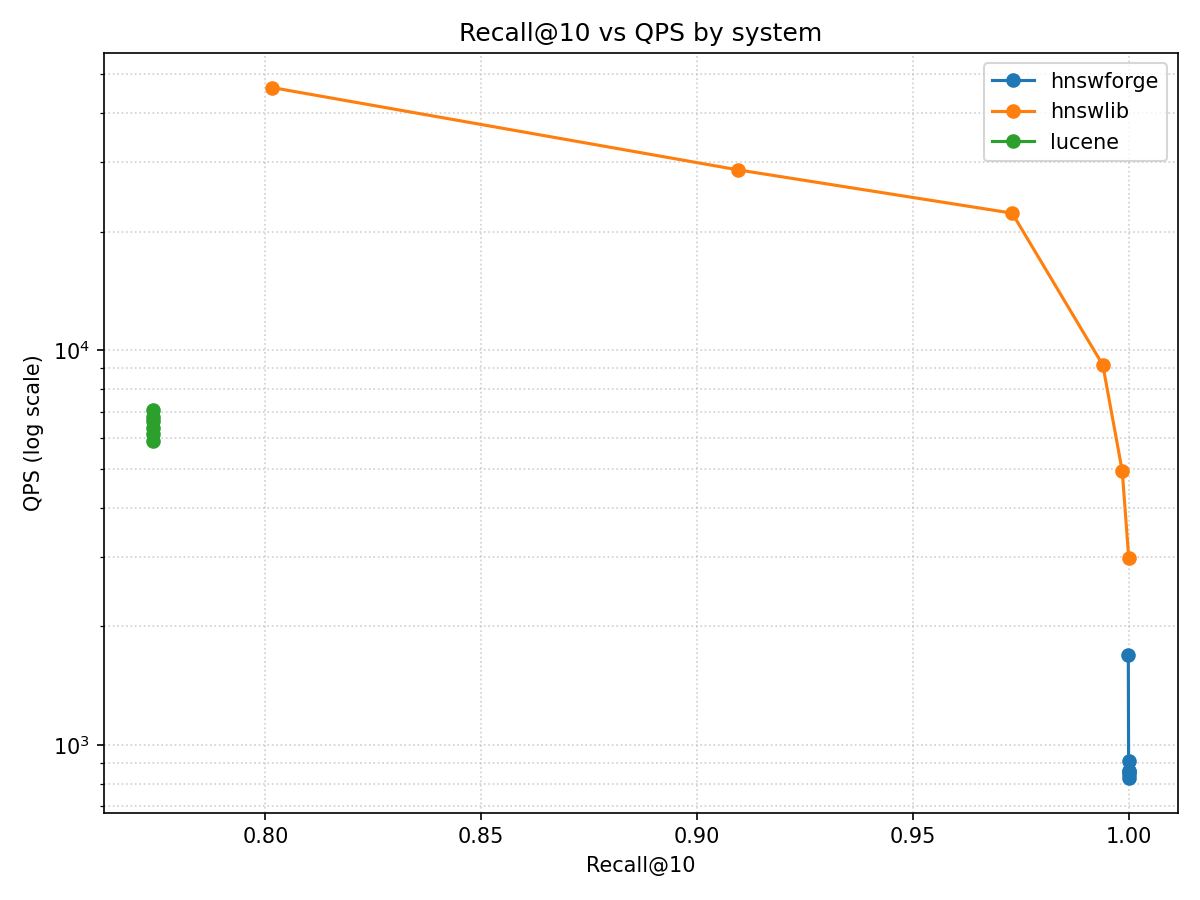 Recall@10 vs QPS by system
hnswforge
hnswlib
lucene
QPS (log scale)
10⁴
10³
0.80 0.85 0.90 0.95 1.00
Recall@10